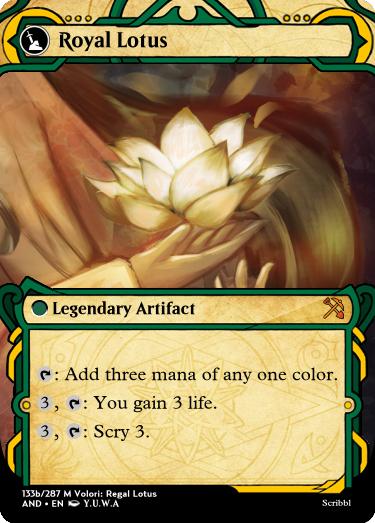 Royal Lotus
Legendary Artifact
: Add three mana of any one color.
3, : You gain 3 life.
3, : Scry 3.
133b/287 M Volori: Regal Lotus
AND • EN Y.U.W.A
Scribbl